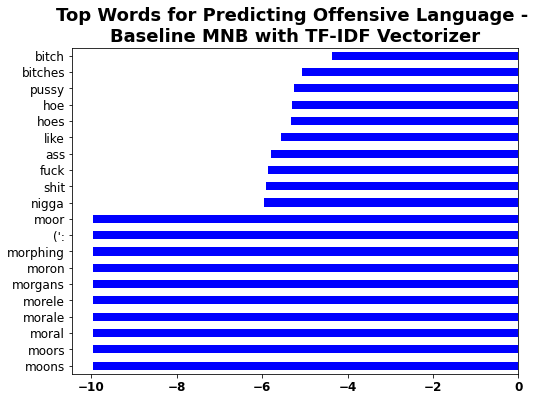 Top Words for Predicting Offensive Language -
Baseline MNB with TF-IDF Vectorizer
bitch
bitches
pussy
hoe
hoes
like
ass
fuck
shit
nigga
moor
(':
morphing
moron
morgans
morele
morale
moral
moors
moons
−10 −8 −6 −4 −2 0